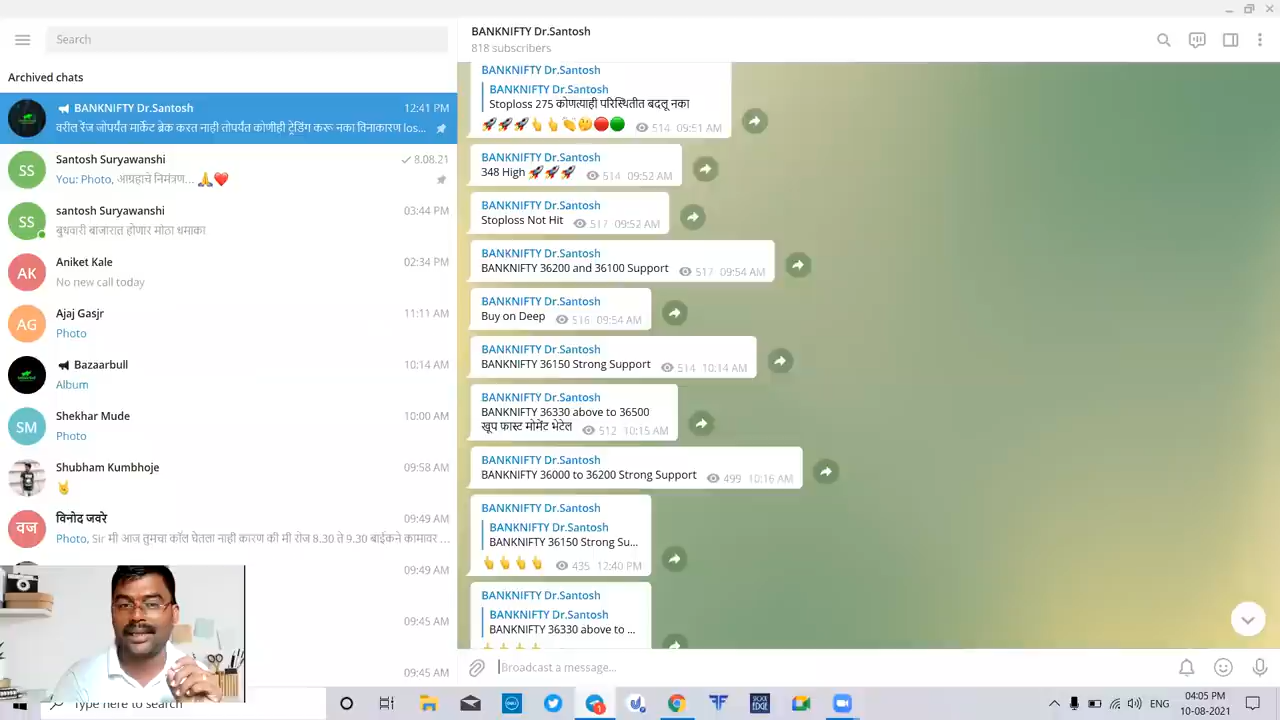 Search
Archived chats
BANKNIFTY Dr.Santosh 12:41 PM
वरील रेंज जोपर्यंत मार्केट ब्रेक करत नाही तोपर्यंत कोणीही ट्रेडिंग करू नका विनाकारण los...
SS Santosh Suryawanshi 8.08.21
You: Photo, आग्रहाचे निमंत्रण... 🙏❤️
SS santosh Suryawanshi 03:44 PM
बुधवारी बाजारात होणार मोठा धमाका
AK Aniket Kale 02:34 PM
No new call today
AG Ajaj Gasjr 11:11 AM
Photo
Bazaarbull 10:14 AM
Album
SM Shekhar Mude 10:00 AM
Photo
Shubham Kumbhoje 09:58 AM
🤘
वज विनोद जवरे 09:49 AM
Photo, Sir मी आज तुमचा कॉल घेतला नाही कारण की मी रोज 8.30 ते 9.30 बाईकने कामावर ...
09:49 AM
09:45 AM
09:45 AM
BANKNIFTY Dr.Santosh
818 subscribers
BANKNIFTY Dr.Santosh
BANKNIFTY Dr.Santosh
Stoploss 275 कोणत्याही परिस्थितीत बदलू नका
🚀🚀🚀👆👆👏🤔🔴🟢 514 09:51 AM
BANKNIFTY Dr.Santosh
348 High 🚀🚀🚀 514 09:52 AM
BANKNIFTY Dr.Santosh
Stoploss Not Hit 517 09:52 AM
BANKNIFTY Dr.Santosh
BANKNIFTY 36200 and 36100 Support 517 09:54 AM
BANKNIFTY Dr.Santosh
Buy on Deep 516 09:54 AM
BANKNIFTY Dr.Santosh
BANKNIFTY 36150 Strong Support 514 10:14 AM
BANKNIFTY Dr.Santosh
BANKNIFTY 36330 above to 36500
खूप फास्ट मोमेंट भेटेल 512 10:15 AM
BANKNIFTY Dr.Santosh
BANKNIFTY 36000 to 36200 Strong Support 499 10:16 AM
BANKNIFTY Dr.Santosh
BANKNIFTY Dr.Santosh
BANKNIFTY 36150 Strong Su...
👆👆👆👆 435 12:40 PM
BANKNIFTY Dr.Santosh
BANKNIFTY Dr.Santosh
BANKNIFTY 36330 above to ...
Broadcast a message...
Type here to search
ENG
04:05 PM
10-08-2021